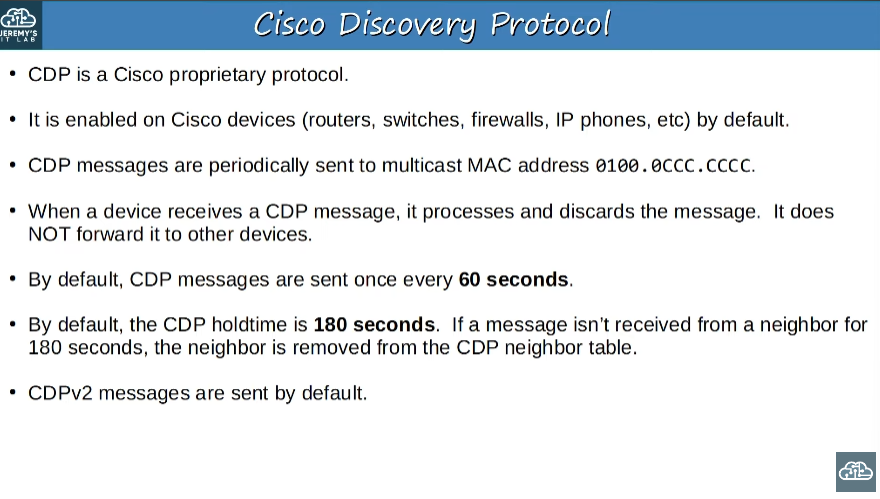 JEREMY'S
IT LAB
Cisco Discovery Protocol
• CDP is a Cisco proprietary protocol.
• It is enabled on Cisco devices (routers, switches, firewalls, IP phones, etc) by default.
• CDP messages are periodically sent to multicast MAC address 0100.0CCC.CCCC.
• When a device receives a CDP message, it processes and discards the message.  It does
NOT forward it to other devices.
• By default, CDP messages are sent once every 60 seconds.
• By default, the CDP holdtime is 180 seconds.  If a message isn't received from a neighbor for
180 seconds, the neighbor is removed from the CDP neighbor table.
• CDPv2 messages are sent by default.